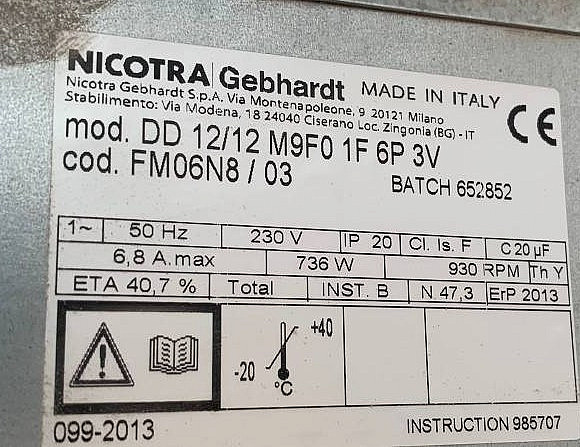 NICOTRA Gebhardt MADE IN ITALY CE
Nicotra Gebhardt S.p.A. Via Montenapoleone, 9 20121 Milano
Stabilimento: Via Modena, 18 24040 Ciserano Loc. Zingonia (BG) - IT
mod. DD 12/12 M9F0 1F 6P 3V
cod. FM06N8 / 03 BATCH 652852
1~ 50 Hz 230 V IP 20 Cl. Is. F C 20 µF
6,8 A.max 736 W 930 RPM Th Y
ETA 40,7 % Total INST. B N. 47,3 ErP 2013
+40
-20
°C
099-2013 INSTRUCTION 985707